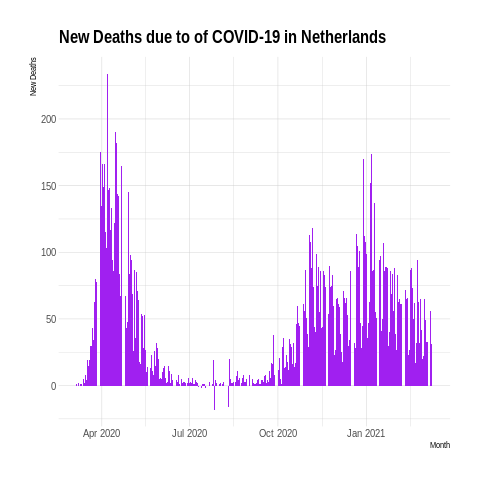 New Deaths due to of COVID-19 in Netherlands
New Deaths
200
150
100
50
0
Apr 2020 Jul 2020 Oct 2020 Jan 2021
Month